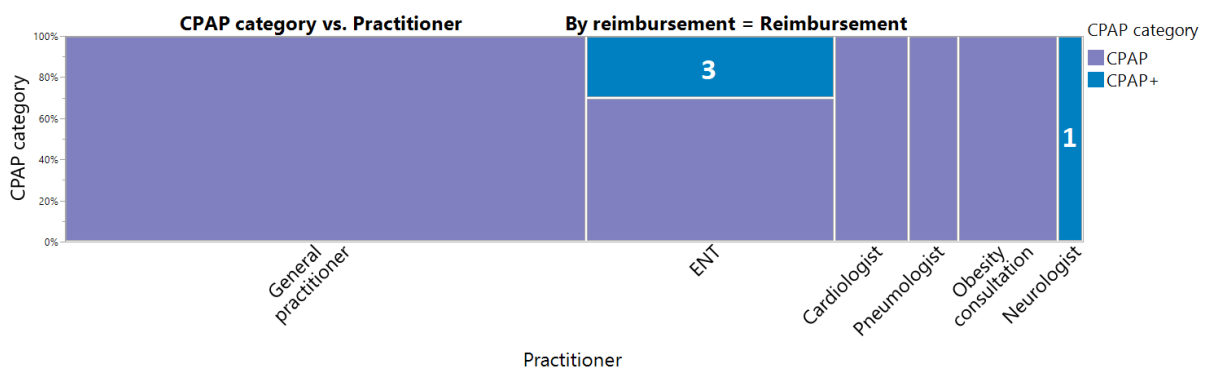 CPAP category vs. Practitioner By reimbursement = Reimbursement
CPAP category
CPAP
CPAP+
CPAP category
100%
80%
60%
40%
20%
0%
3
1
General
practitioner
ENT
Cardiologist
Pneumologist
Obesity
consultation
Neurologist
Practitioner